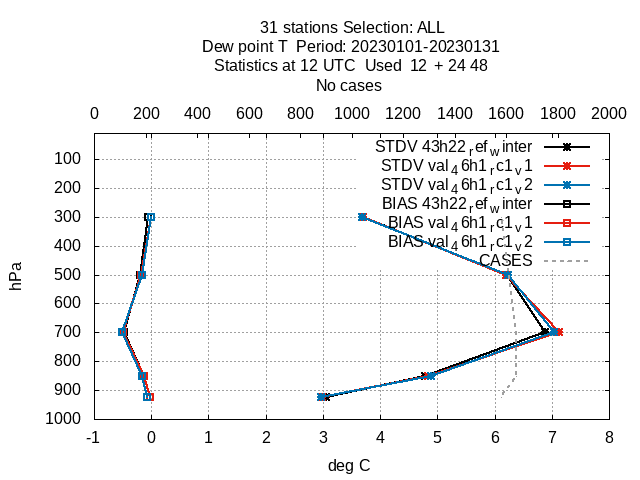 31 stations Selection: ALL
Dew point T  Period: 20230101-20230131
Statistics at 12 UTC  Used  12  + 24 48
No cases
0 200 400 600 800 1000 1200 1400 1600 1800 2000
STDV 43h22_ref_winter
STDV val_46h1_rc1_v1
STDV val_46h1_rc1_v2
BIAS 43h22_ref_winter
BIAS val_46h1_rc1_v1
BIAS val_46h1_rc1_v2
CASES
100
200
300
400
500
600
700
800
900
1000
hPa
-1 0 1 2 3 4 5 6 7 8
deg C